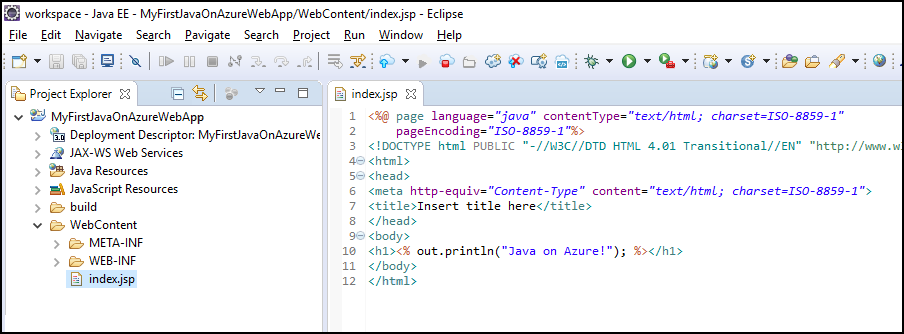 workspace - Java EE - MyFirstJavaOnAzureWebApp/WebContent/index.jsp - Eclipse
File Edit Navigate Search Pavigate Search Project Run Window Help
Project Explorer
index.jsp
MyFirstJavaOnAzureWebApp
Deployment Descriptor: MyFirstJavaOnAzureWe
JAX-WS Web Services
Java Resources
JavaScript Resources
build
WebContent
META-INF
WEB-INF
index.jsp
1 <%@ page language="java" contentType="text/html; charset=ISO-8859-1"
2 pageEncoding="ISO-8859-1"%>
3 <!DOCTYPE html PUBLIC "-//W3C//DTD HTML 4.01 Transitional//EN" "http://www.w
4 <html>
5 <head>
6 <meta http-equiv="Content-Type" content="text/html; charset=ISO-8859-1">
7 <title>Insert title here</title>
8 </head>
9 <body>
10 <h1><% out.println("Java on Azure!"); %></h1>
11 </body>
12 </html>